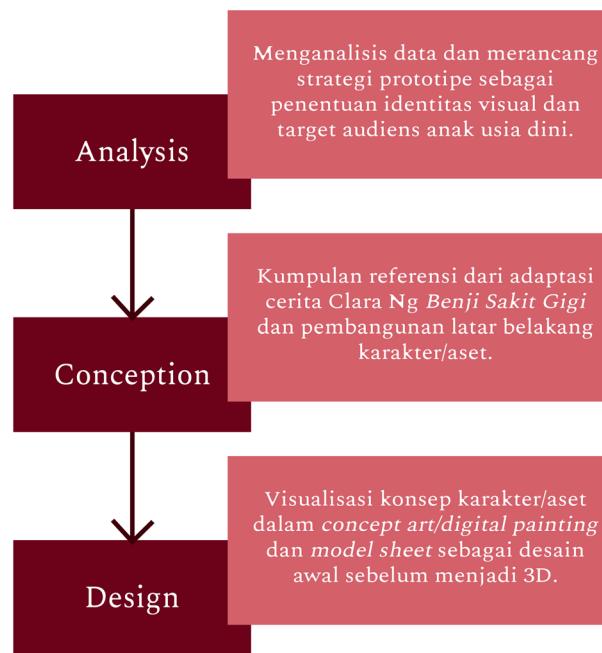 Menganalisis data dan merancang
strategi prototipe sebagai
penentuan identitas visual dan
target audiens anak usia dini.
Analysis
Kumpulan referensi dari adaptasi
cerita Clara Ng Benji Sakit Gigi
dan pembangunan latar belakang
karakter/aset.
Conception
Visualisasi konsep karakter/aset
dalam concept art/digital painting
dan model sheet sebagai desain
awal sebelum menjadi 3D.
Design